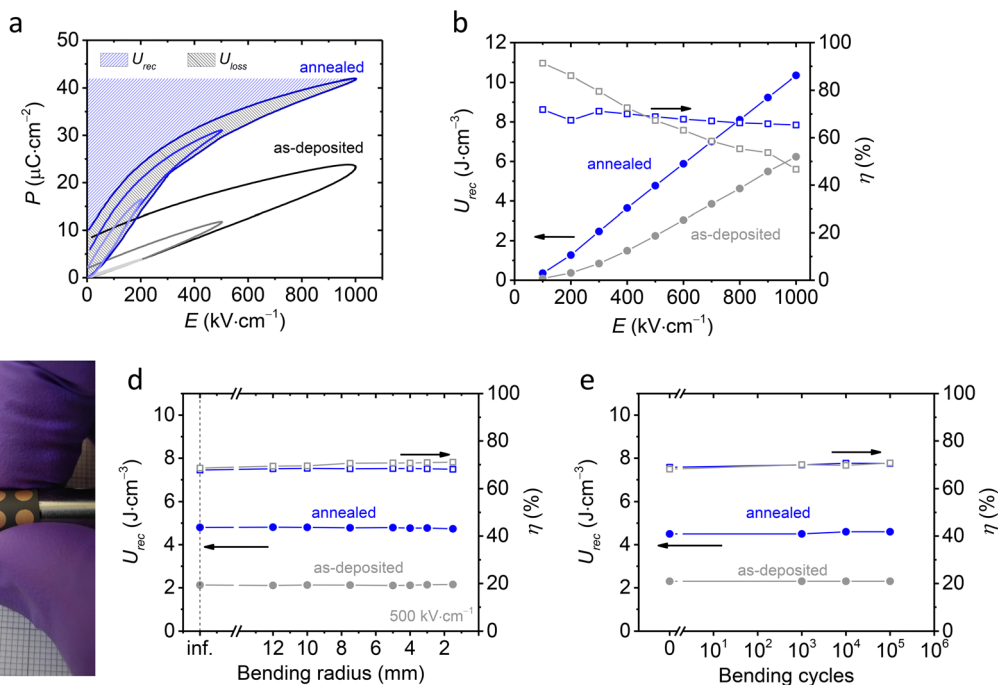 a
50
40
30
20
10
0
P (μC·cm⁻²)
U_rec
U_loss
annealed
as-deposited
0 200 400 600 800 1000
E (kV·cm⁻¹)
b
12
10
8
6
4
2
0
U_rec (J·cm⁻³)
annealed
as-deposited
100
80
60
40
20
0
η (%)
0 200 400 600 800 1000
E (kV·cm⁻¹)
d
10
8
6
4
2
0
U_rec (J·cm⁻³)
annealed
as-deposited
500 kV·cm⁻¹
100
80
60
40
20
0
η (%)
inf. 12 10 8 6 4 2
Bending radius (mm)
e
10
8
6
4
2
0
U_rec (J·cm⁻³)
annealed
as-deposited
100
80
60
40
20
0
η (%)
0 10¹ 10² 10³ 10⁴ 10⁵ 10⁶
Bending cycles